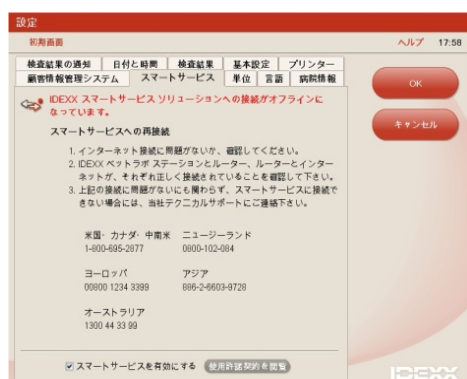 設定
初期画面
ヘルプ 17:58
検査結果の通知 日付と時間 検査結果 基本設定 プリンター
顧客情報管理システム スマートサービス 単位 言語 病院情報
OK
キャンセル
IDEXX スマートサービス ソリューションへの接続がオフラインに
なっています。
スマートサービスへの再接続
1. インターネット接続に問題がないか、確認してください。
2. IDEXX ベットラボ ステーションとルーター、ルーターとインター
ネットが、それぞれ正しく接続されていることを確認して下さい。
3. 上記の接続に問題がないにも関わらず、スマートサービスに接続で
きない場合には、当社テクニカルサポートにご連絡下さい。
米国・カナダ・中南米 ニュージーランド
1-800-695-2877 0800-102-084
ヨーロッパ アジア
00800 1234 3399 886-2-6603-9728
オーストラリア
1300 44 33 99
スマートサービスを有効にする 使用許諾契約を閲覧
IDEXX